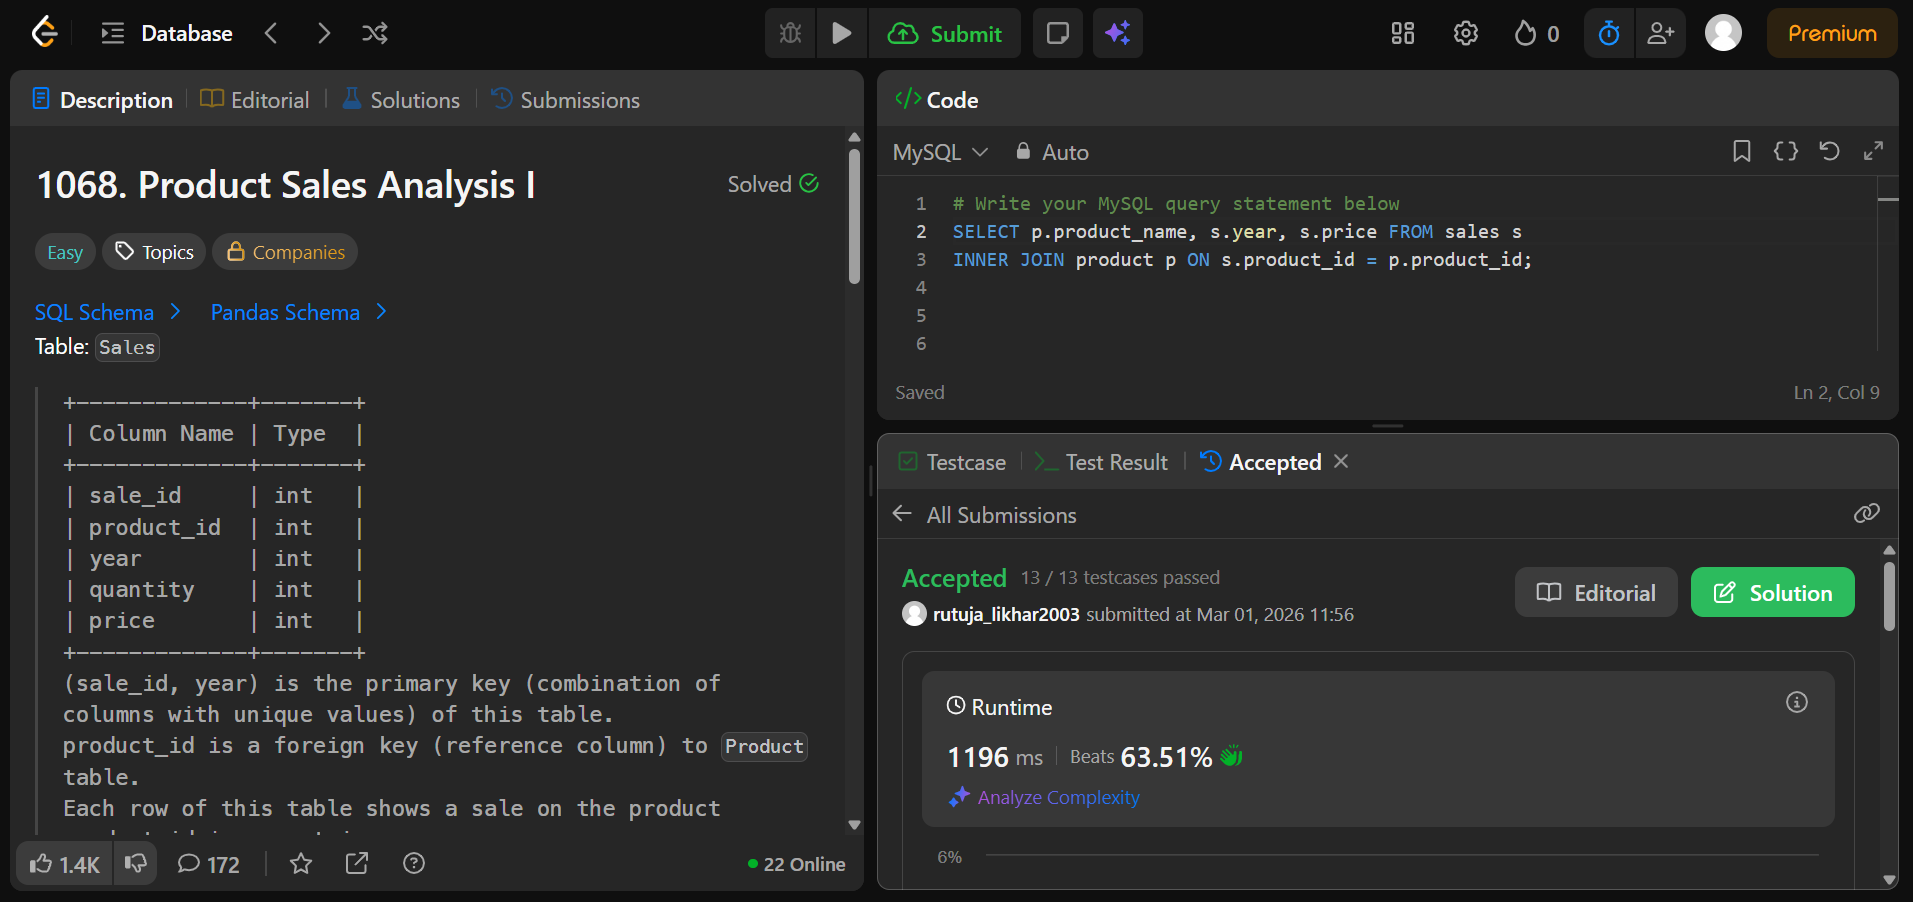 Database
Submit
0
Premium
Description
Editorial
Solutions
Submissions
1068. Product Sales Analysis I
Solved
Easy
Topics
Companies
SQL Schema
Pandas Schema
Table: Sales
+-------------+-------+
| Column Name | Type  |
+-------------+-------+
| sale_id     | int   |
| product_id  | int   |
| year        | int   |
| quantity    | int   |
| price       | int   |
+-------------+-------+
(sale_id, year) is the primary key (combination of
columns with unique values) of this table.
product_id is a foreign key (reference column) to Product
table.
Each row of this table shows a sale on the product
1.4K
172
22 Online
Code
MySQL
Auto
1 # Write your MySQL query statement below
2 SELECT p.product_name, s.year, s.price FROM sales s
3 INNER JOIN product p ON s.product_id = p.product_id;
4
5
6
Saved
Ln 2, Col 9
Testcase
Test Result
Accepted
All Submissions
Accepted 13 / 13 testcases passed
rutuja_likhar2003 submitted at Mar 01, 2026 11:56
Editorial
Solution
Runtime
1196 ms
Beats 63.51%
Analyze Complexity
6%